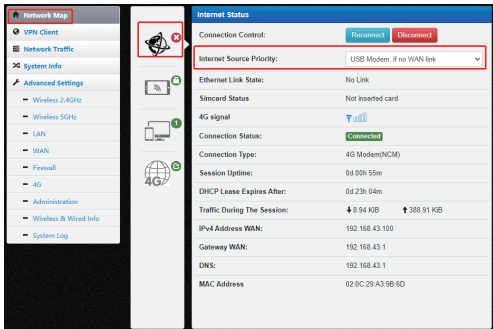 Network Map
VPN Client
Network Traffic
System Info
Advanced Settings
Wireless 2.4GHz
Wireless 5GHz
LAN
WAN
Firewall
4G
Administration
Wireless & Wired Info
System Log
1
4G
Internet Status
Connection Control: Reconnect Disconnect
Internet Source Priority: USB Modem, if no WAN link
Ethernet Link State: No Link
Simcard Status Not inserted card
4G signal
Connection Status: Connected
Connection Type: 4G Modem(NCM)
Session Uptime: 0d 00h 55m
DHCP Lease Expires After: 0d 23h 04m
Traffic During The Session: 8.94 KiB 388.91 KiB
IPv4 Address WAN: 192.168.43.100
Gateway WAN: 192.168.43.1
DNS: 192.168.43.1
MAC Address 02:0C:29:A3:9B:6D